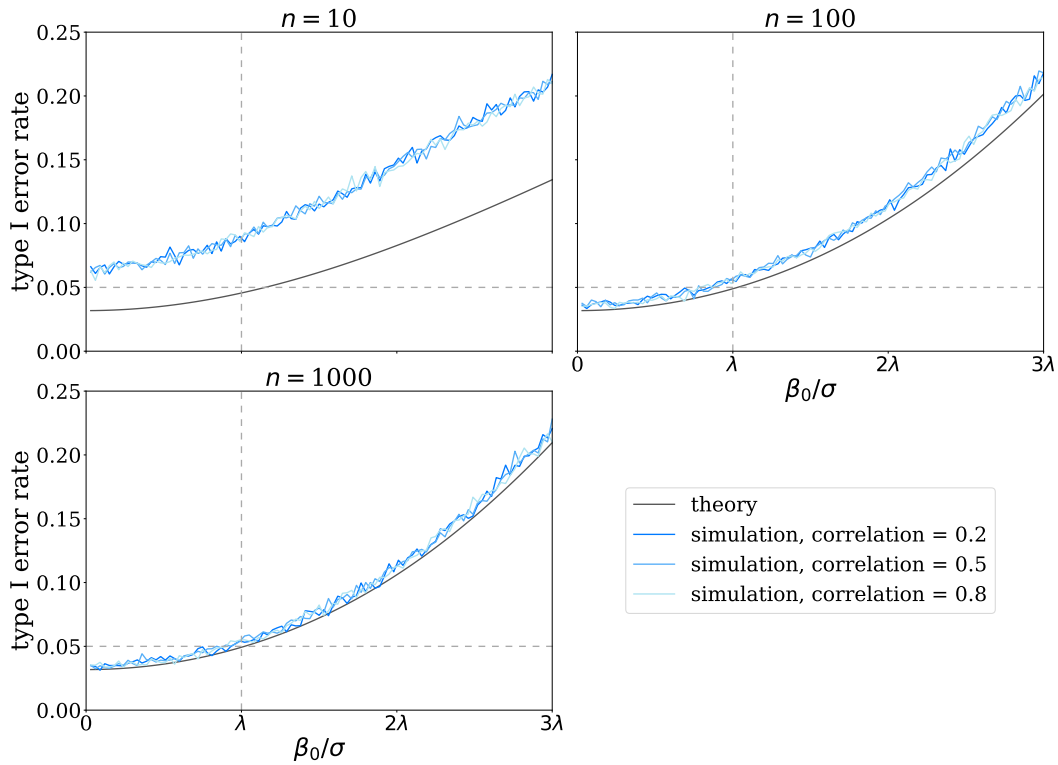 n = 10
n = 100
type I error rate
0.25
0.20
0.15
0.10
0.05
0.00
0 λ 2λ 3λ
β₀/σ
n = 1000
type I error rate
0.25
0.20
0.15
0.10
0.05
0.00
0 λ 2λ 3λ
β₀/σ
theory
simulation, correlation = 0.2
simulation, correlation = 0.5
simulation, correlation = 0.8